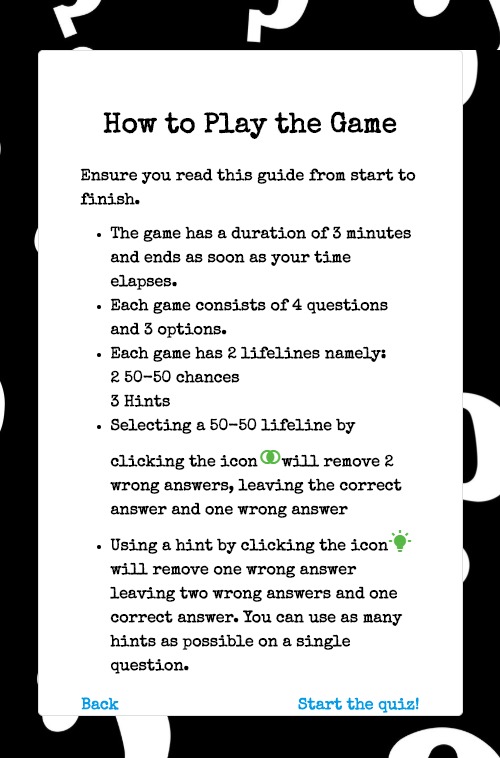 How to Play the Game
Ensure you read this guide from start to
finish.
• The game has a duration of 3 minutes
and ends as soon as your time
elapses.
• Each game consists of 4 questions
and 3 options.
• Each game has 2 lifelines namely:
2 50-50 chances
3 Hints
• Selecting a 50-50 lifeline by
clicking the icon will remove 2
wrong answers, leaving the correct
answer and one wrong answer
• Using a hint by clicking the icon
will remove one wrong answer
leaving two wrong answers and one
correct answer. You can use as many
hints as possible on a single
question.
Back Start the quiz!